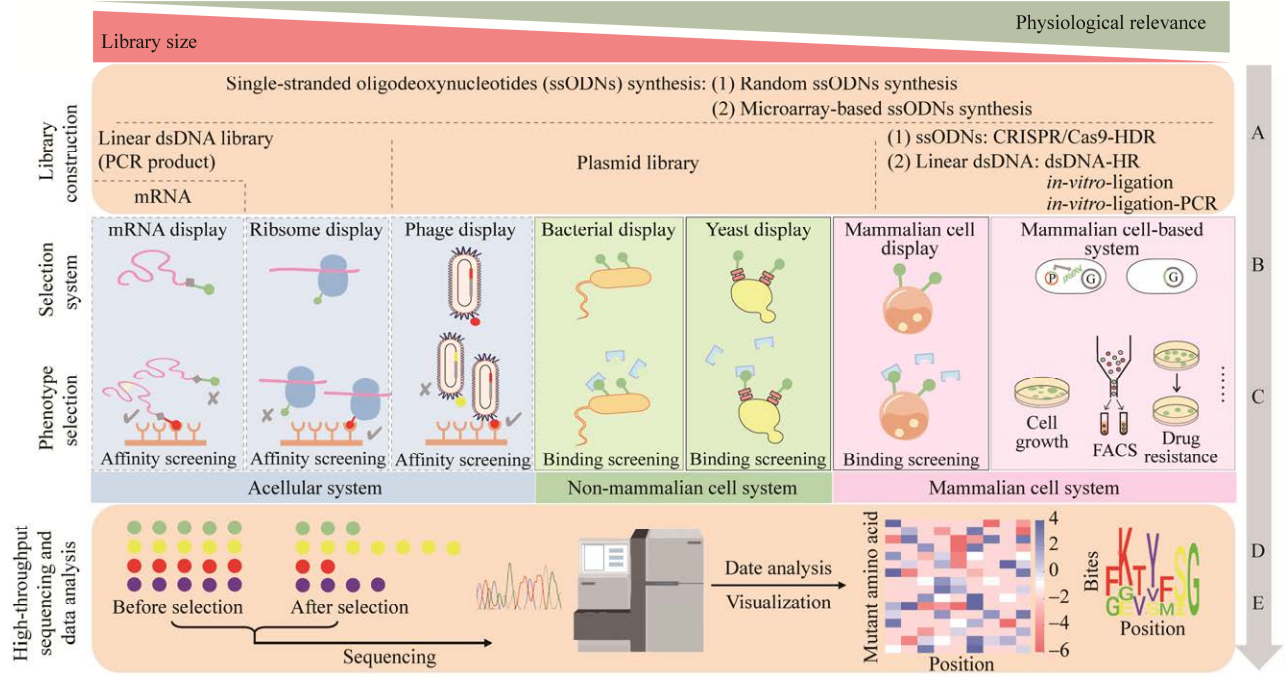 Physiological relevance
Library size
Library construction
Single-stranded oligodeoxynucleotides (ssODNs) synthesis: (1) Random ssODNs synthesis
(2) Microarray-based ssODNs synthesis
Linear dsDNA library
(PCR product)
mRNA
Plasmid library
(1) ssODNs: CRISPR/Cas9-HDR
(2) Linear dsDNA: dsDNA-HR
in-vitro-ligation
in-vitro-ligation-PCR
A
Selection system
mRNA display
Ribsome display
Phage display
Bacterial display
Yeast display
Mammalian cell
display
Mammalian cell-based
system
P
G
G
B
Phenotype selection
Affinity screening
Affinity screening
Affinity screening
Binding screening
Binding screening
Binding screening
Cell
growth
FACS
Drug
resistance
C
Acellular system
Non-mammalian cell system
Mammalian cell system
High-throughput
sequencing and
data analysis
Before selection
After selection
Sequencing
Date analysis
Visualization
Mutant amino acid
Position
4
2
0
−2
−4
−6
Bites
Position
D
E